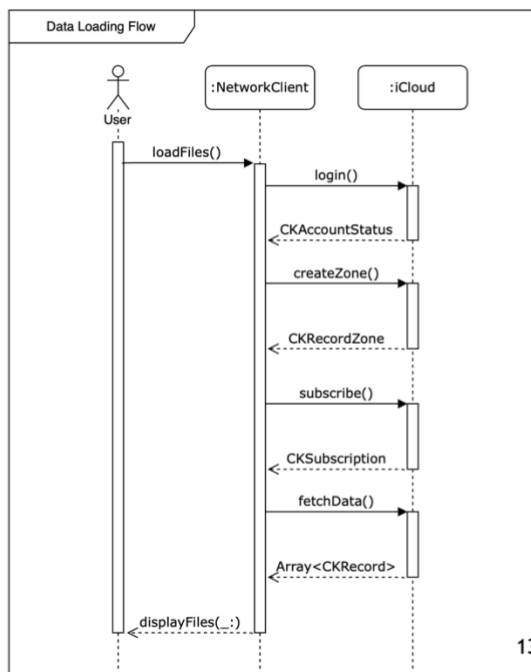 Data Loading Flow
User
:NetworkClient
:iCloud
loadFiles()
login()
CKAccountStatus
createZone()
CKRecordZone
subscribe()
CKSubscription
fetchData()
Array<CKRecord>
displayFiles(_:)